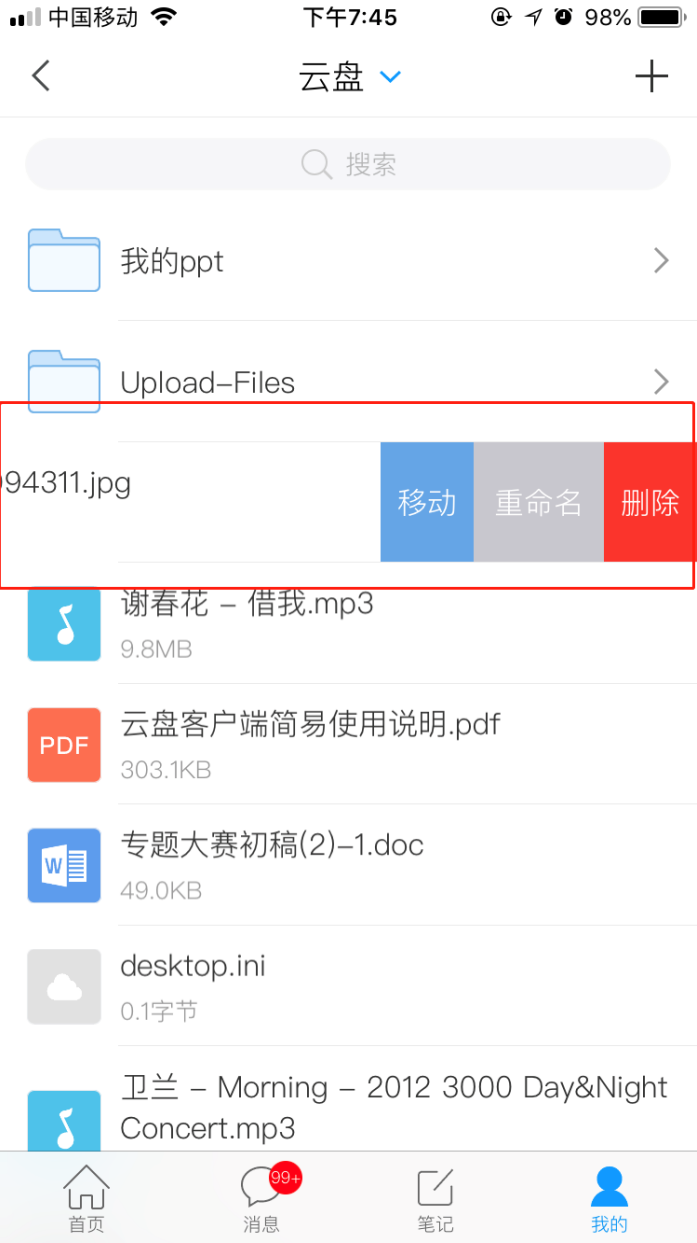 中国移动 下午7:45 98%
云盘
搜索
我的ppt
Upload-Files
94311.jpg 移动 重命名 删除
谢春花 - 借我.mp3
9.8MB
PDF
云盘客户端简易使用说明.pdf
303.1KB
W
专题大赛初稿(2)-1.doc
49.0KB
desktop.ini
0.1字节
卫兰 - Morning - 2012 3000 Day&Night
Concert.mp3
99+
首页 消息 笔记 我的